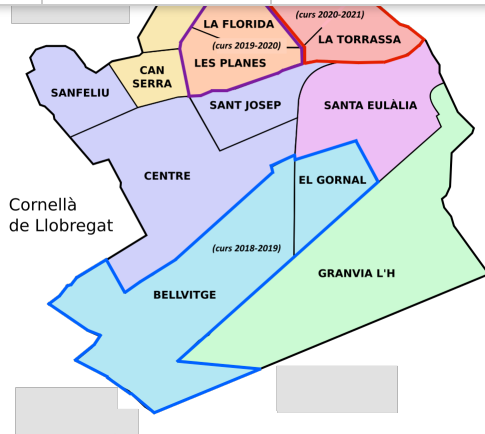 (curs 2020-2021)
LA FLORIDA
LA TORRASSA
(curs 2019-2020)
LES PLANES
CAN
SERRA
SANFELIU
SANT JOSEP
SANTA EULÀLIA
CENTRE
EL GORNAL
Cornellà
de Llobregat
(curs 2018-2019)
GRANVIA L'H
BELLVITGE